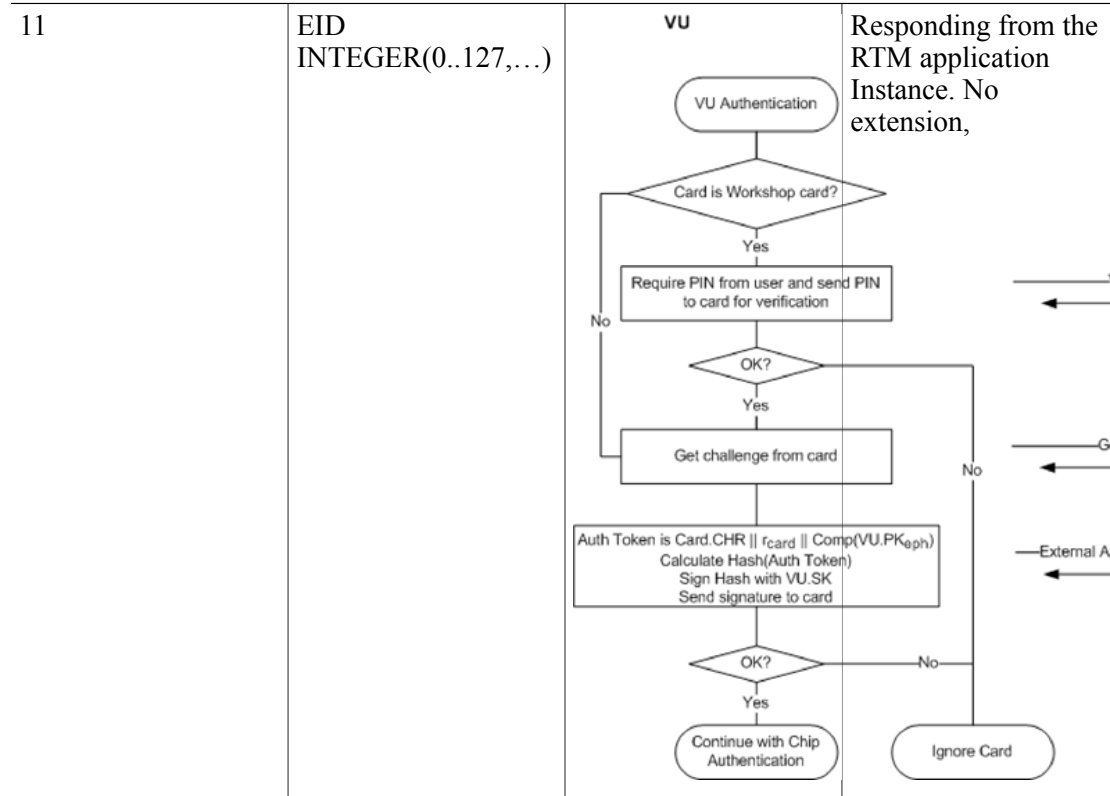 11
EID
INTEGER(0..127,…)
VU
Responding from the
RTM application
Instance. No
extension,
VU Authentication
Card is Workshop card?
Yes
Require PIN from user and send PIN
to card for verification
No
OK?
Yes
Get challenge from card
No
Auth Token is Card.CHR || rcard || Comp(VU.PKeph)
Calculate Hash(Auth Token)
Sign Hash with VU.SK
Send signature to card
External A
OK?
No
Yes
Continue with Chip
Authentication
Ignore Card